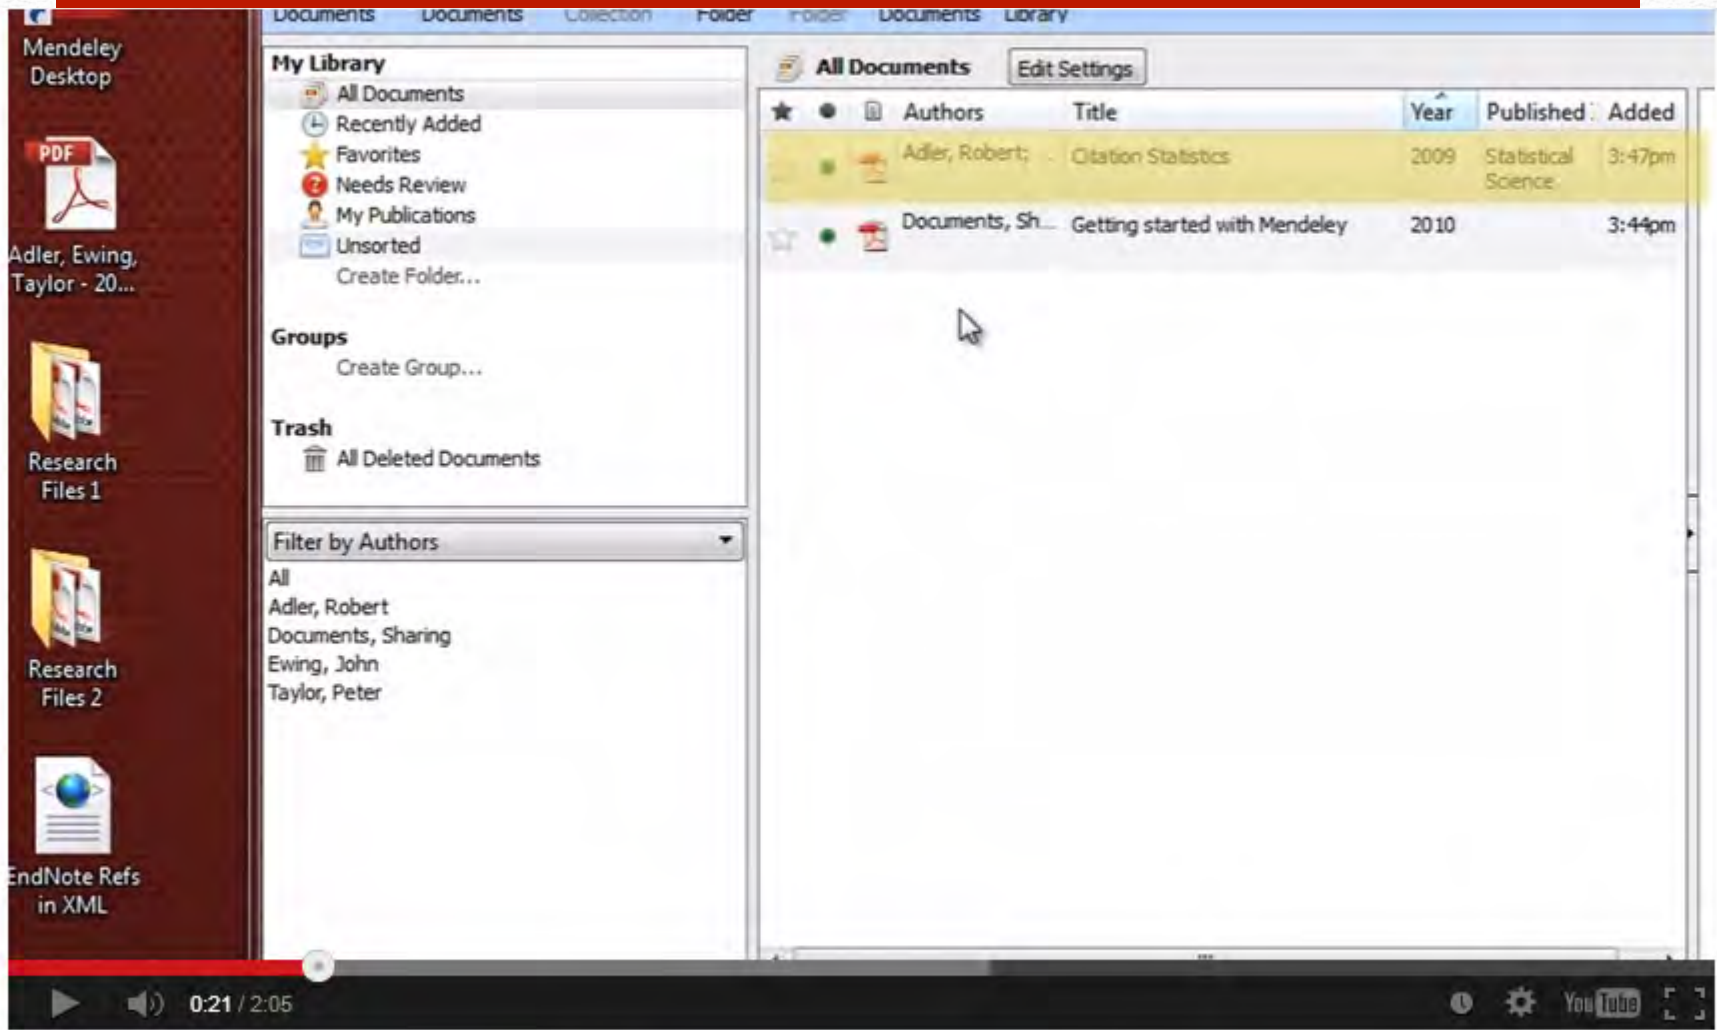 Documents Documents Collection Folder Folder Documents Library
Mendeley
Desktop
PDF
Adler, Ewing,
Taylor - 20...
Research
Files 1
Research
Files 2
EndNote Refs
in XML
My Library
All Documents
Recently Added
Favorites
Needs Review
My Publications
Unsorted
Create Folder...
Groups
Create Group...
Trash
All Deleted Documents
Filter by Authors
All
Adler, Robert
Documents, Sharing
Ewing, John
Taylor, Peter
All Documents Edit Settings
Authors Title Year Published Added
Adler, Robert; Citation Statistics 2009 Statistical 3:47pm
Science
Documents, Sh... Getting started with Mendeley 2010 3:44pm
0:21 / 2:05
YouTube